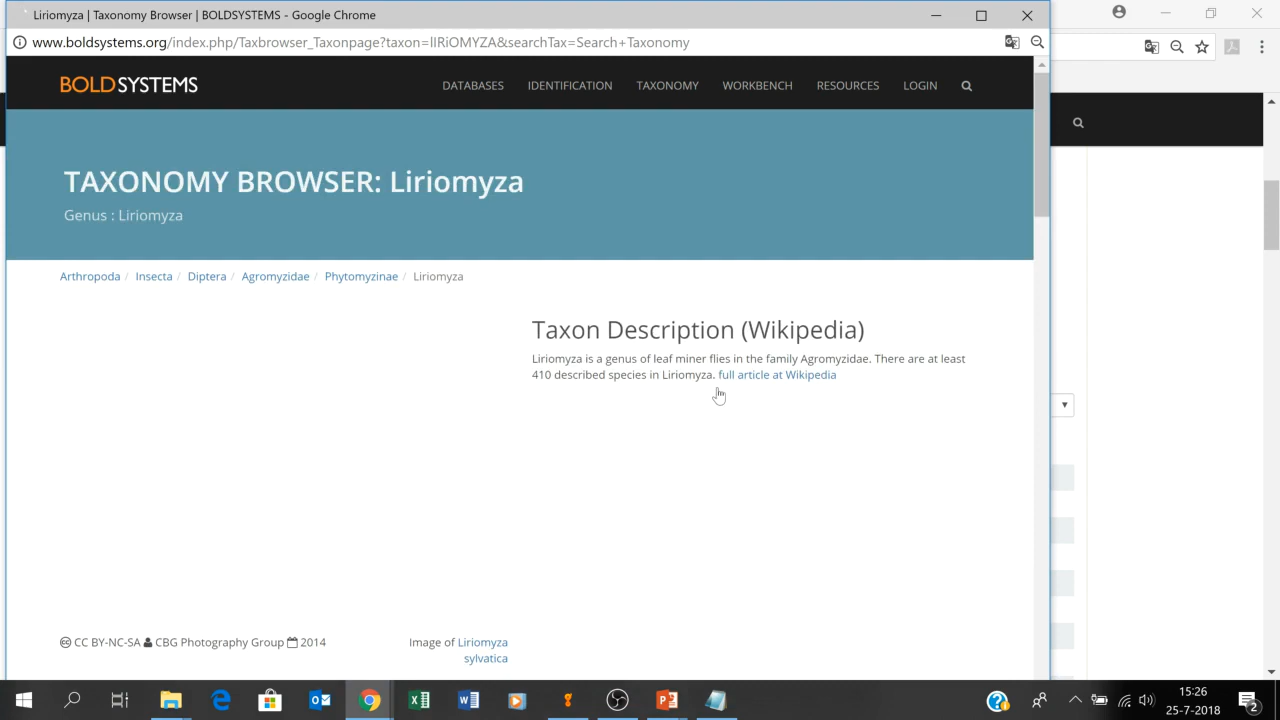 Liriomyza | Taxonomy Browser | BOLDSYSTEMS - Google Chrome
www.boldsystems.org/index.php/Taxbrowser_Taxonpage?taxon=lIRiOMYZA&searchTax=Search+Taxonomy
BOLDSYSTEMS DATABASES IDENTIFICATION TAXONOMY WORKBENCH RESOURCES LOGIN
TAXONOMY BROWSER: Liriomyza
Genus : Liriomyza
Arthropoda / Insecta / Diptera / Agromyzidae / Phytomyzinae / Liriomyza
Taxon Description (Wikipedia)
Liriomyza is a genus of leaf miner flies in the family Agromyzidae. There are at least
410 described species in Liriomyza. full article at Wikipedia
CC BY-NC-SA CBG Photography Group 2014
Image of Liriomyza
sylvatica
15:26
25-7-2018
2